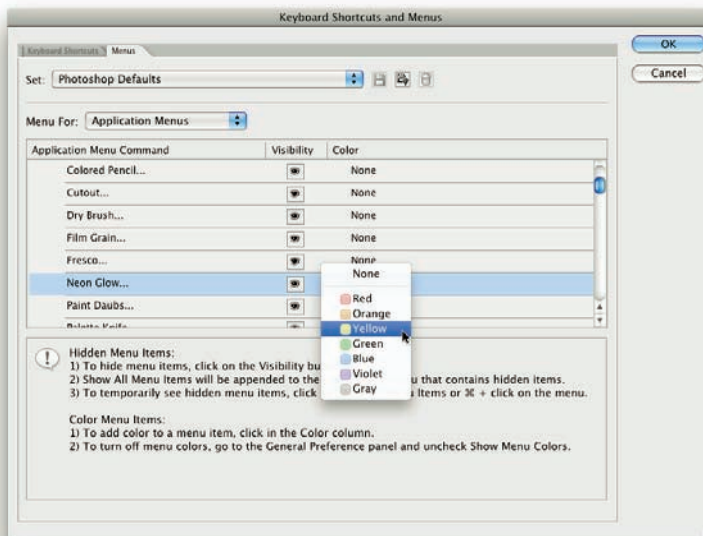 Keyboard Shortcuts and Menus
Keyboard Shortcuts
Menus
OK
Cancel
Set: Photoshop Defaults
Menu For: Application Menus
Application Menu Command Visibility Color
Colored Pencil... None
Cutout... None
Dry Brush... None
Film Grain... None
Fresco... None
Neon Glow...
Paint Daubs...
Palette Knife
None
Red
Orange
Yellow
Green
Blue
Violet
Gray
Hidden Menu Items:
1) To hide menu items, click on the Visibility bu
2) Show All Menu Items will be appended to the u that contains hidden items.
3) To temporarily see hidden menu items, click Items or ⌘ + click on the menu.
Color Menu Items:
1) To add color to a menu item, click in the Color column.
2) To turn off menu colors, go to the General Preference panel and uncheck Show Menu Colors.